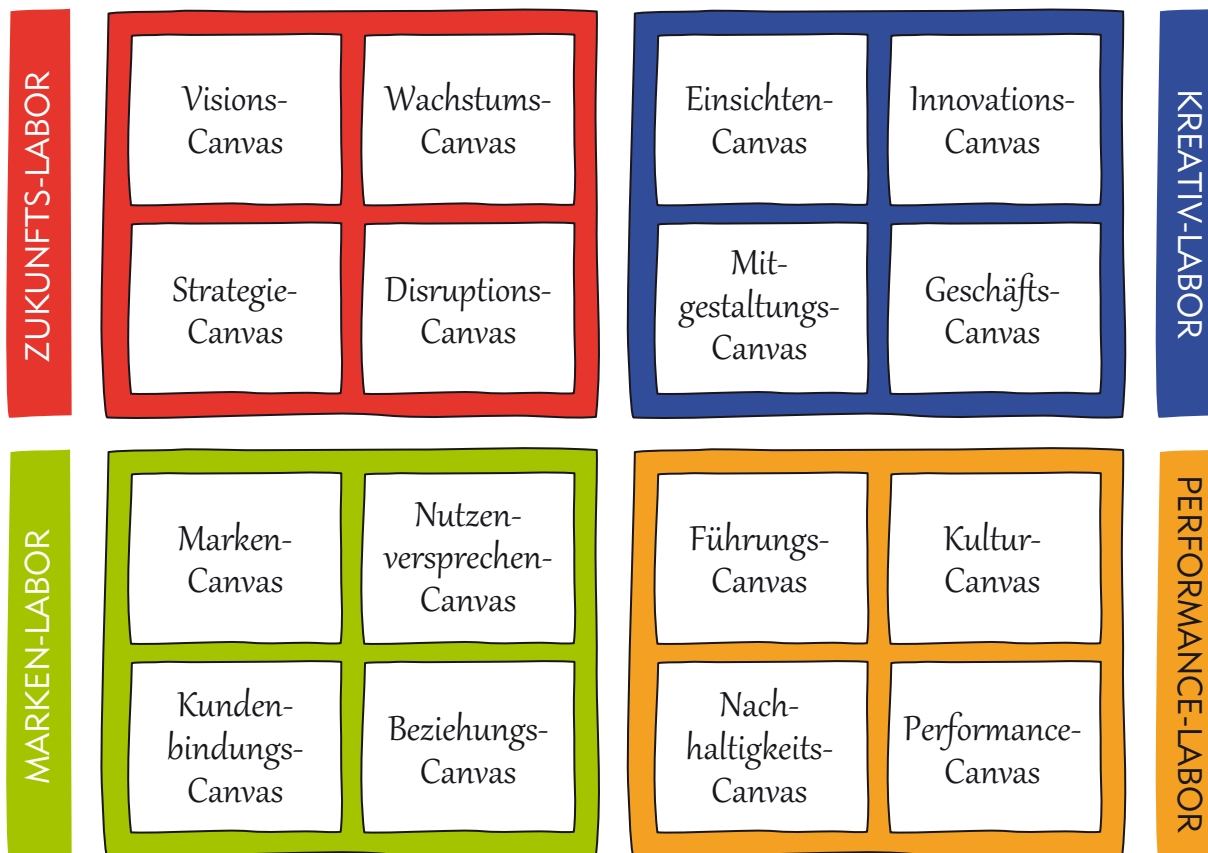 ZUKUNFTS-LABOR
Visions-
Canvas
Wachstums-
Canvas
Strategie-
Canvas
Disruptions-
Canvas
Einsichten-
Canvas
Innovations-
Canvas
Mit-
gestaltungs-
Canvas
Geschäfts-
Canvas
KREATIV-LABOR
MARKEN-LABOR
Marken-
Canvas
Nutzen-
versprechen-
Canvas
Kunden-
bindungs-
Canvas
Beziehungs-
Canvas
Führungs-
Canvas
Kultur-
Canvas
Nach-
haltigkeits-
Canvas
Performance-
Canvas
PERFORMANCE-LABOR